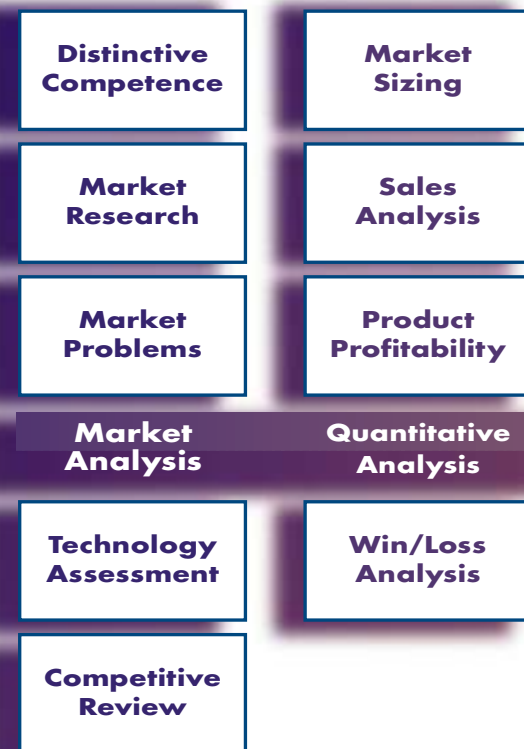 Distinctive
Competence
Market
Sizing
Market
Research
Sales
Analysis
Market
Problems
Product
Profitability
Market
Analysis
Quantitative
Analysis
Technology
Assessment
Win/Loss
Analysis
Competitive
Review